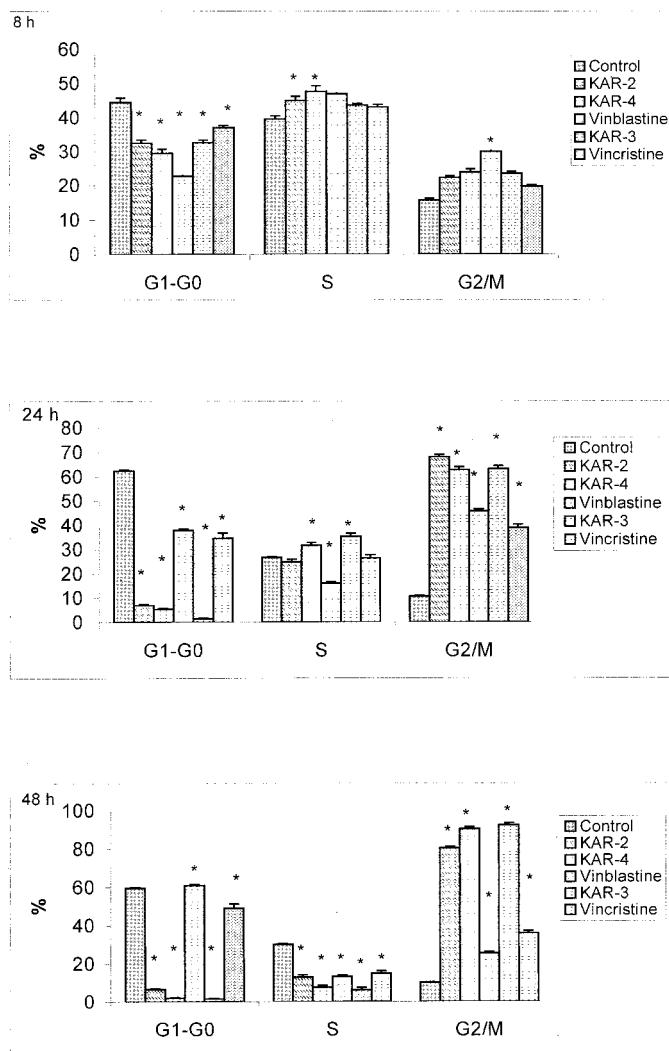 8 h
60
50
40
30
20
10
0
%
* * * * *
* *
*
G1-G0 S G2/M
Control
KAR-2
KAR-4
Vinblastine
KAR-3
Vincristine
24 h
80
70
60
50
40
30
20
10
0
%
* * * * *
* * *
* * * * *
G1-G0 S G2/M
Control
KAR-2
KAR-4
Vinblastine
KAR-3
Vincristine
48 h
100
80
60
40
20
0
%
* * * * *
* * * * *
* * * * *
G1-G0 S G2/M
Control
KAR-2
KAR-4
Vinblastine
KAR-3
Vincristine